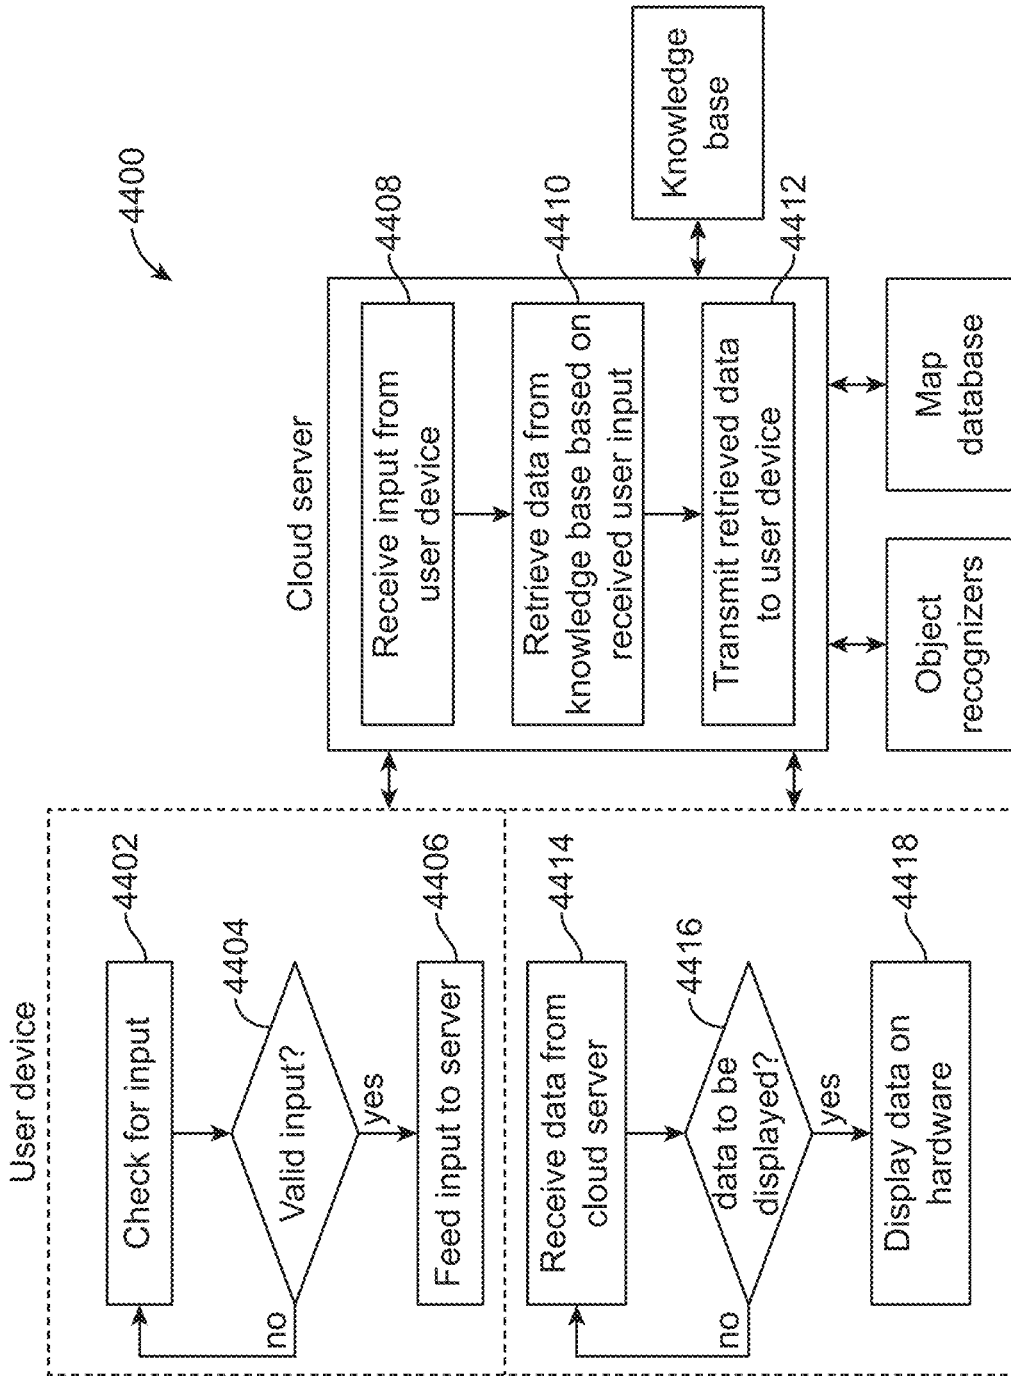 4400
User device
Check for input
4402
Valid input?
4404
no
yes
Feed input to server
4406
Receive data from
cloud server
4414
data to be
displayed?
4416
no
yes
Display data on
hardware
4418
Cloud server
Receive input from
user device
4408
Retrieve data from
knowledge base based on
received user input
4410
Transmit retrieved data
to user device
4412
Knowledge
base
Object
recognizers
Map
database